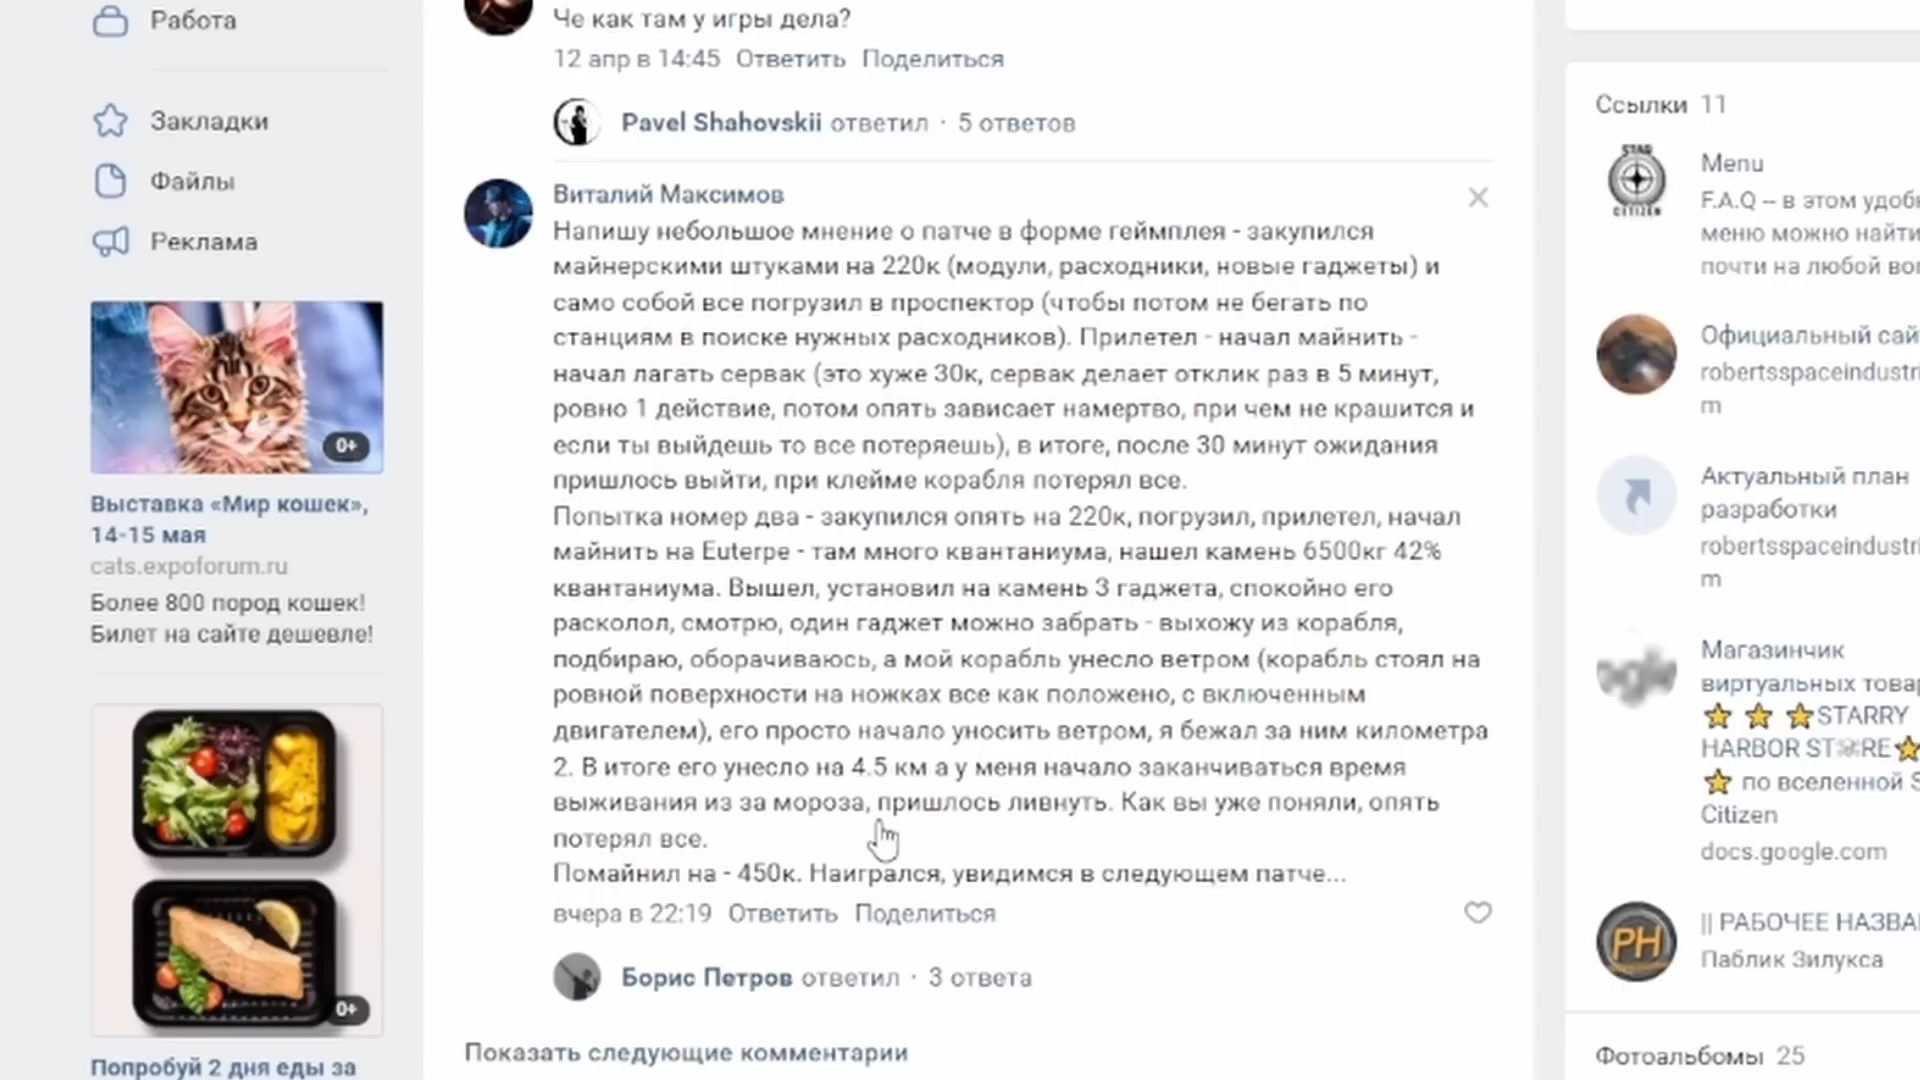 Работа
Закладки
Файлы
Реклама
0+
Выставка «Мир кошек»,
14-15 мая
cats.expoforum.ru
Более 800 пород кошек!
Билет на сайте дешевле!
0+
Попробуй 2 дня еды за
Че как там у игры дела?
12 апр в 14:45 Ответить Поделиться
Pavel Shahovskii ответил · 5 ответов
Виталий Максимов
Напишу небольшое мнение о патче в форме геймплея - закупился
майнерскими штуками на 220к (модули, расходники, новые гаджеты) и
само собой все погрузил в проспектор (чтобы потом не бегать по
станциям в поиске нужных расходников). Прилетел - начал майнить -
начал лагать сервак (это хуже 30к, сервак делает отклик раз в 5 минут,
ровно 1 действие, потом опять зависает намертво, при чем не крашится и
если ты выйдешь то все потеряешь), в итоге, после 30 минут ожидания
пришлось выйти, при клейме корабля потерял все.
Попытка номер два - закупился опять на 220к, погрузил, прилетел, начал
майнить на Euterpe - там много квантаниума, нашел камень 6500кг 42%
квантаниума. Вышел, установил на камень 3 гаджета, спокойно его
расколол, смотрю, один гаджет можно забрать - выхожу из корабля,
подбираю, оборачиваюсь, а мой корабль унесло ветром (корабль стоял на
ровной поверхности на ножках все как положено, с включенным
двигателем), его просто начало уносить ветром, я бежал за ним километра
2. В итоге его унесло на 4.5 км а у меня начало заканчиваться время
выживания из за мороза, пришлось ливнуть. Как вы уже поняли, опять
потерял все.
Помайнил на - 450к. Наигрался, увидимся в следующем патче...
вчера в 22:19 Ответить Поделиться
Борис Петров ответил · 3 ответа
Показать следующие комментарии
Ссылки 11
STAR
CITIZEN
Menu
F.A.Q – в этом удобн
меню можно найти
почти на любой вог
Официальный сай
robertsspaceindustri
m
Актуальный план
разработки
robertsspaceindustri
m
Магазинчик
виртуальных товар
STARRY
HARBOR ST☠RE
по вселенной S
Citizen
docs.google.com
РН
|| РАБОЧЕЕ НАЗВА
Паблик Зилукса
Фотоальбомы 25